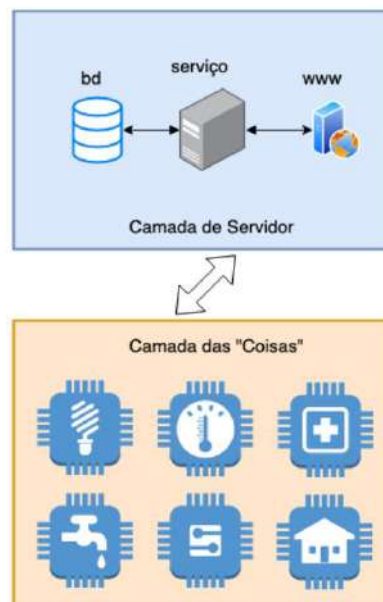 bd
serviço
www
Camada de Servidor
Camada das "Coisas"